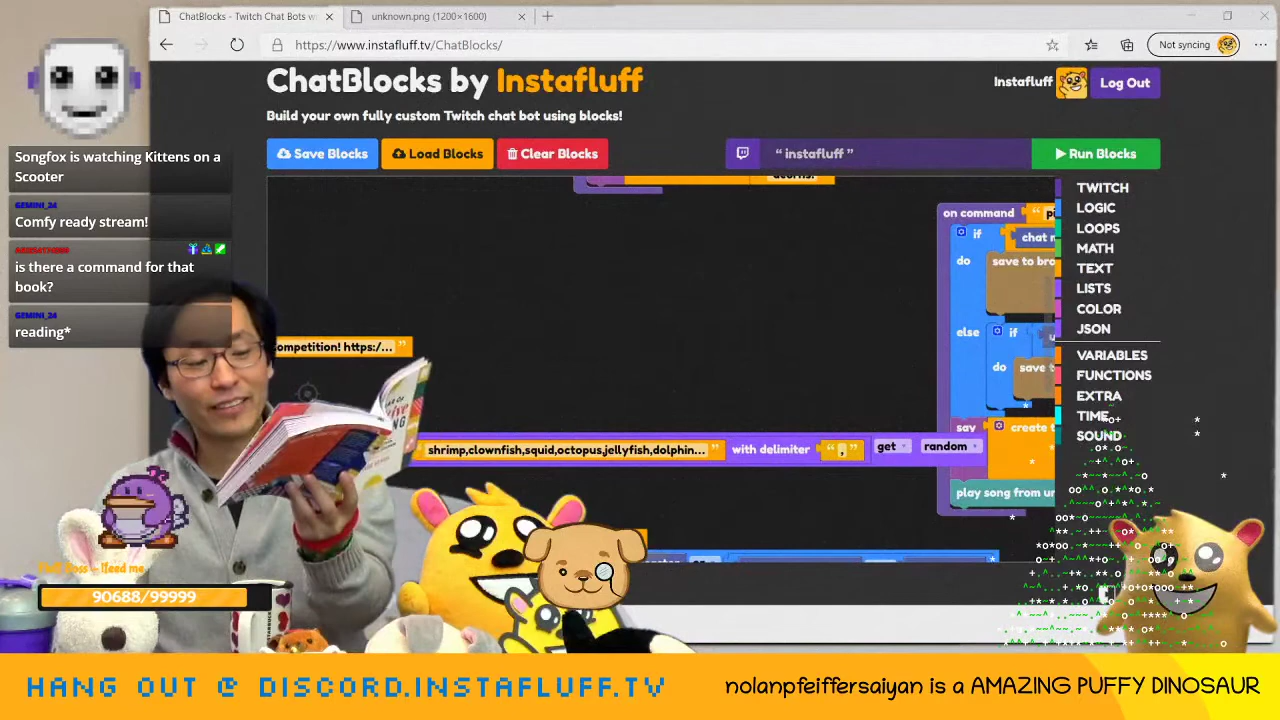 ChatBlocks - Twitch Chat Bots w
unknown.png (1200×1600)
https://www.instafluff.tv/ChatBlocks/
Not syncing
ChatBlocks by Instafluff
Instafluff
Log Out
Build your own fully custom Twitch chat bot using blocks!
Save Blocks
Load Blocks
Clear Blocks
“ instafluff ”
Run Blocks
Songfox is watching Kittens on a
Scooter
GEMINI_24
Comfy ready stream!
is there a command for that
book?
GEMINI_24
reading*
acorns!
on command
if
chat m
do
save to bro
else
if
do
save t
say
create t
play song from ur
ompetition! https:/... ”
shrimp,clownfish,squid,octopus,jellyfish,dolphin... ”
with delimiter
“ , ”
get
random
TWITCH
LOGIC
LOOPS
MATH
TEXT
LISTS
COLOR
JSON
VARIABLES
FUNCTIONS
EXTRA
TIME
SOUND
90688/99999
HANG OUT @ DISCORD.INSTAFLUFF.TV
nolanpfeiffersaiyan is a AMAZING PUFFY DINOSAUR